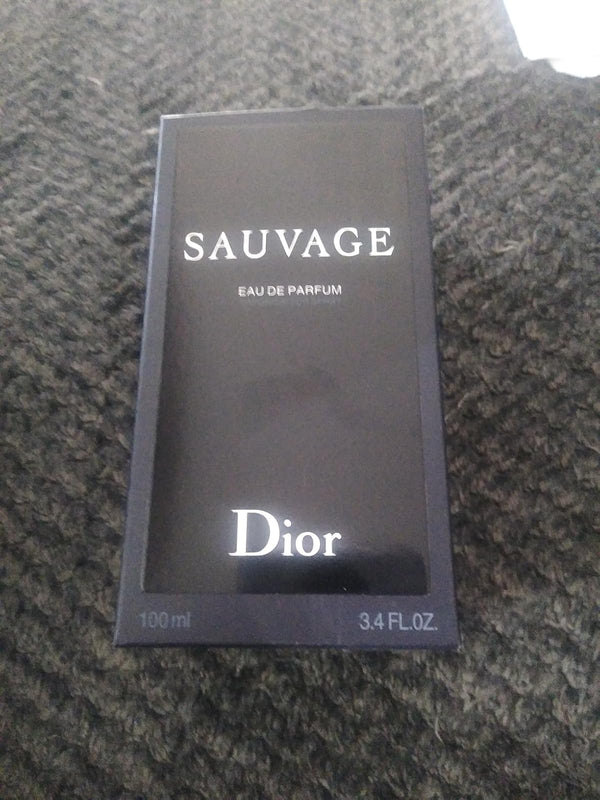 SAUVAGE
EAU DE PARFUM
Dior
100 ml 3.4 FL.OZ.